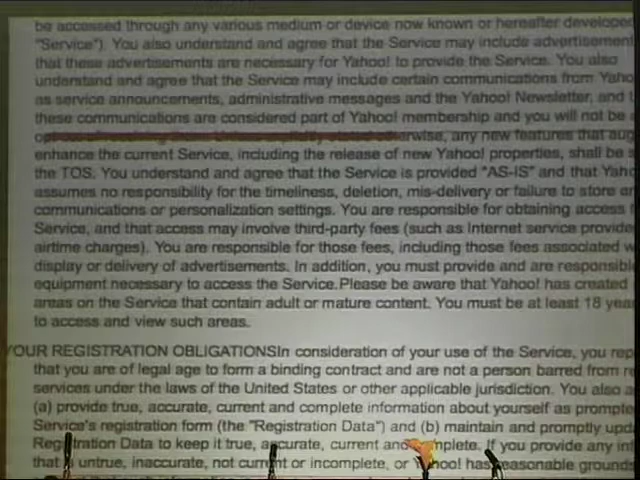 be accessed through any various medium or device now known or hereafter developed
"Service"). You also understand and agree that the Service may include advertisement
that these advertisements are necessary for Yahoo! to provide the Service. You also
understand and agree that the Service may include certain communications from Yaho
as service announcements, administrative messages and the Yahoo! Newsletter, and t
these communications are considered part of Yahoo! membership and you will not be a
erwise, any new features that aug
enhance the current Service, including the release of new Yahoo! properties, shall be s
the TOS. You understand and agree that the Service is provided "AS-IS" and that Yaho
assumes no responsibility for the timeliness, deletion, mis-delivery or failure to store an
communications or personalization settings. You are responsible for obtaining access t
Service, and that access may involve third-party fees (such as Internet service provide
airtime charges). You are responsible for those fees, including those fees associated w
display or delivery of advertisements. In addition, you must provide and are responsible
equipment necessary to access the Service.Please be aware that Yahoo! has created
areas on the Service that contain adult or mature content. You must be at least 18 year
to access and view such areas.
YOUR REGISTRATION OBLIGATIONSIn consideration of your use of the Service, you rep
that you are of legal age to form a binding contract and are not a person barred from re
services under the laws of the United States or other applicable jurisdiction. You also a
(a) provide true, accurate, current and complete information about yourself as prompte
Service's registration form (the "Registration Data") and (b) maintain and promptly upda
Registration Data to keep it true, accurate, current and complete. If you provide any inf
that is untrue, inaccurate, not current or incomplete, or Yahoo! has reasonable grounds